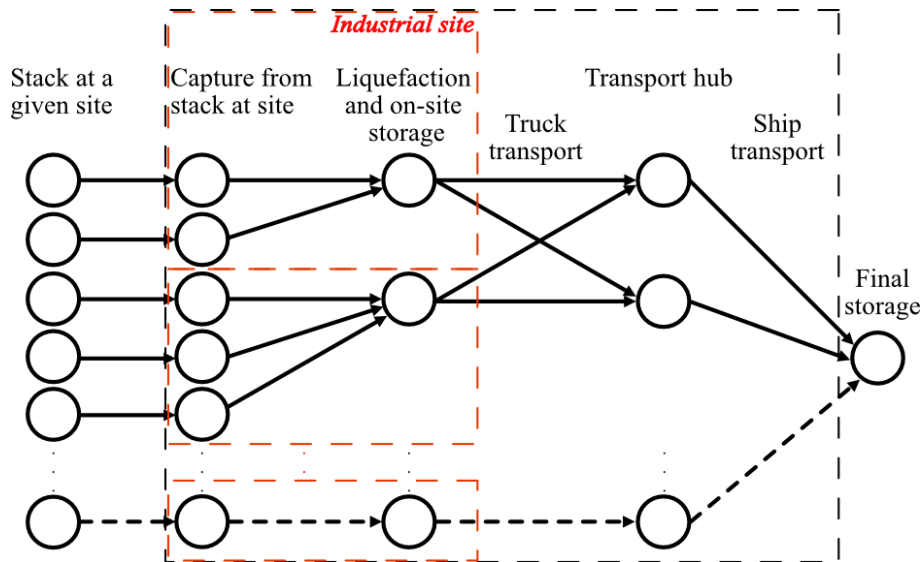 Industrial site
Stack at a
given site
Capture from
stack at site
Liquefaction
and on-site
storage
Truck
transport
Transport hub
Ship
transport
Final
storage